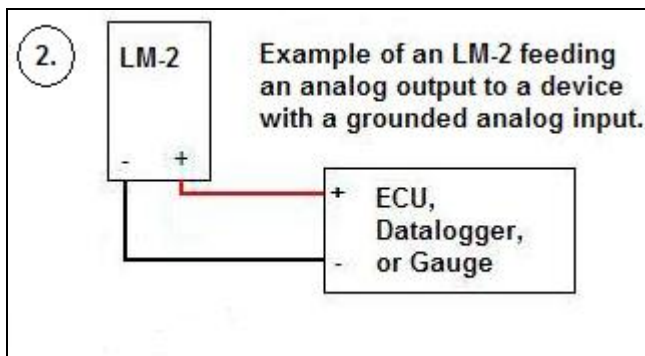 2.
LM-2
Example of an LM-2 feeding
an analog output to a device
with a grounded analog input.
- +
+ ECU,
Datalogger,
- or Gauge